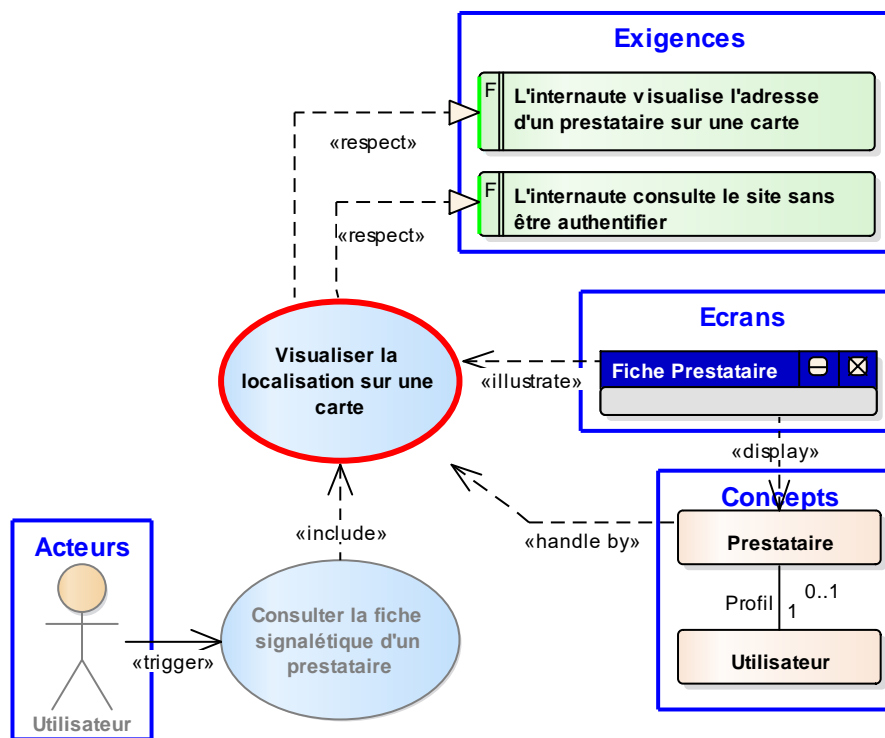 Exigences
F
L'internaute visualise l'adresse
d'un prestataire sur une carte
«respect»
F
L'internaute consulte le site sans
être authentifier
«respect»
Ecrans
Visualiser la
localisation sur une
carte
Fiche Prestataire
«illustrate»
«display»
Concepts
Prestataire
«handle by»
«include»
Acteurs
Profil
0..1
1
Consulter la fiche
signalétique d'un
prestataire
Utilisateur
«trigger»
Utilisateur